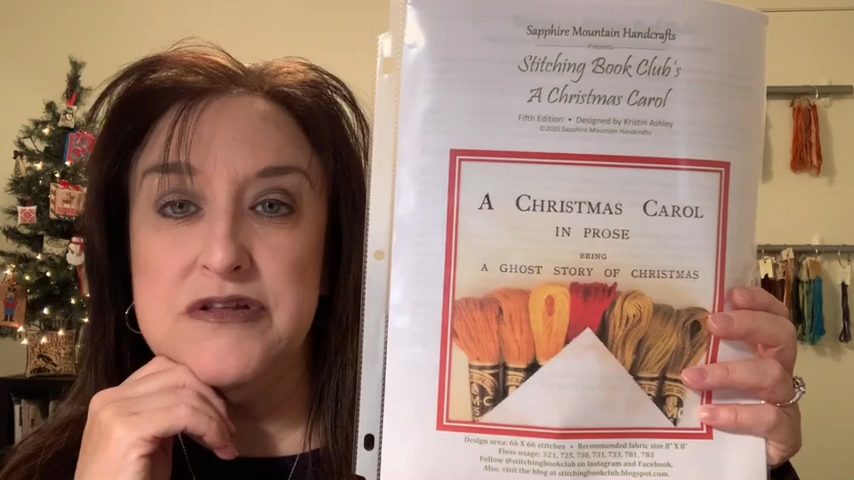 Sapphire Mountain Handcrafts
Presents
Stitching Book Club's
A Christmas Carol
Fifth Edition • Designed by Kristin Ashley
©2020 Sapphire Mountain Handcrafts
A CHRISTMAS CAROL
IN PROSE
BEING
A GHOST STORY OF CHRISTMAS
Design area: 66 X 66 stitches • Recommended fabric size 8" X 8"
Floss usage: 321, 725, 730, 731, 733, 781, 783
Follow @stitchingbookclub on Instagram and Facebook.
Also, visit the blog at stitchingbookclub.blogspot.com.